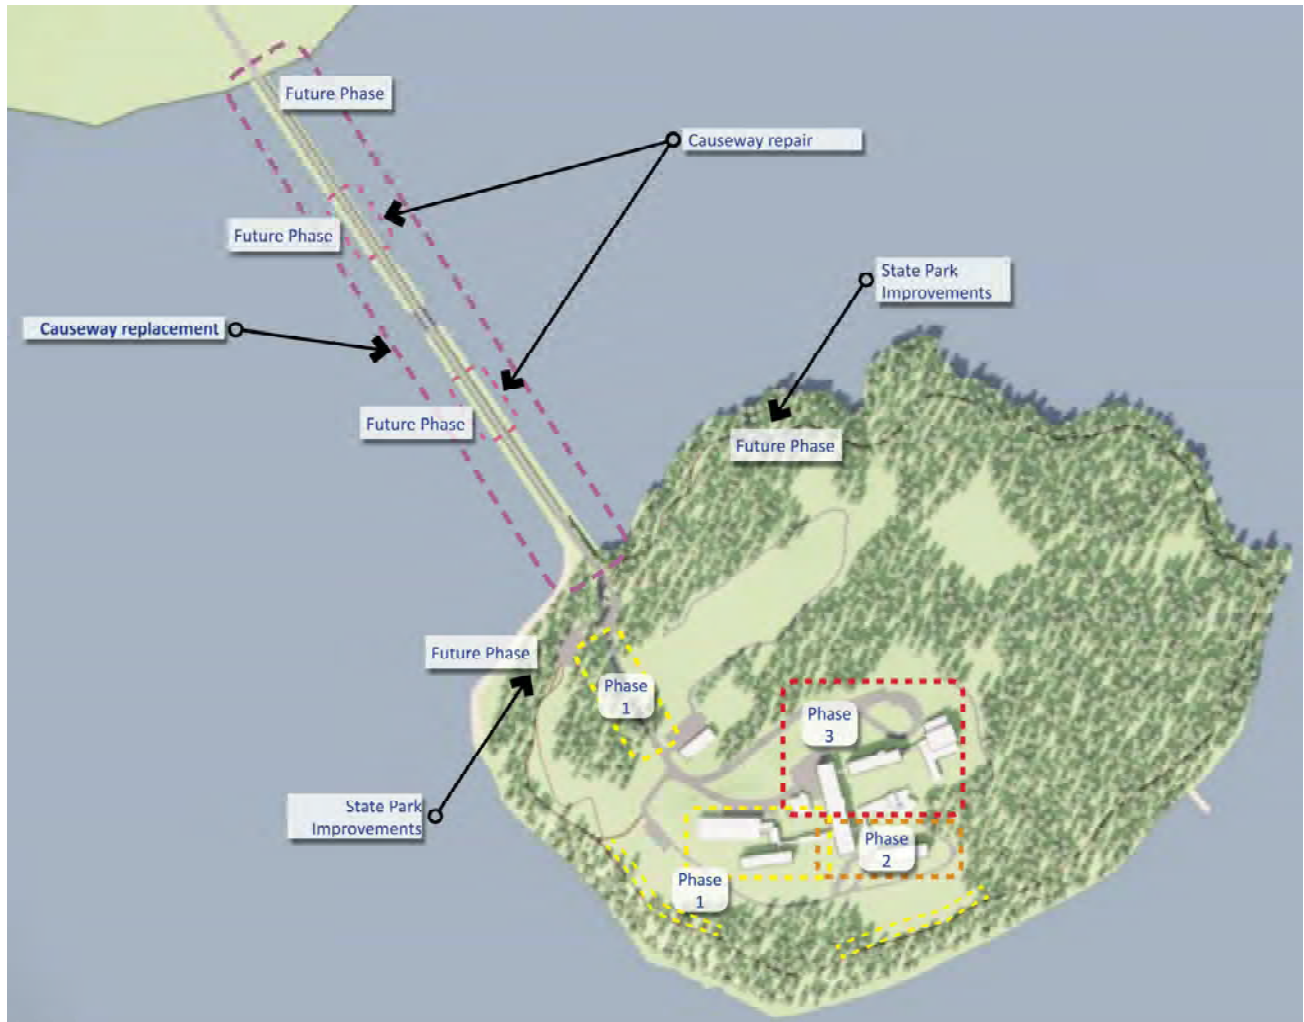 Future Phase
Causeway repair
Future Phase
State Park
Improvements
Causeway replacement
Future Phase
Future Phase
Future Phase
Phase
1
Phase
3
State Park
Improvements
Phase
2
Phase
1